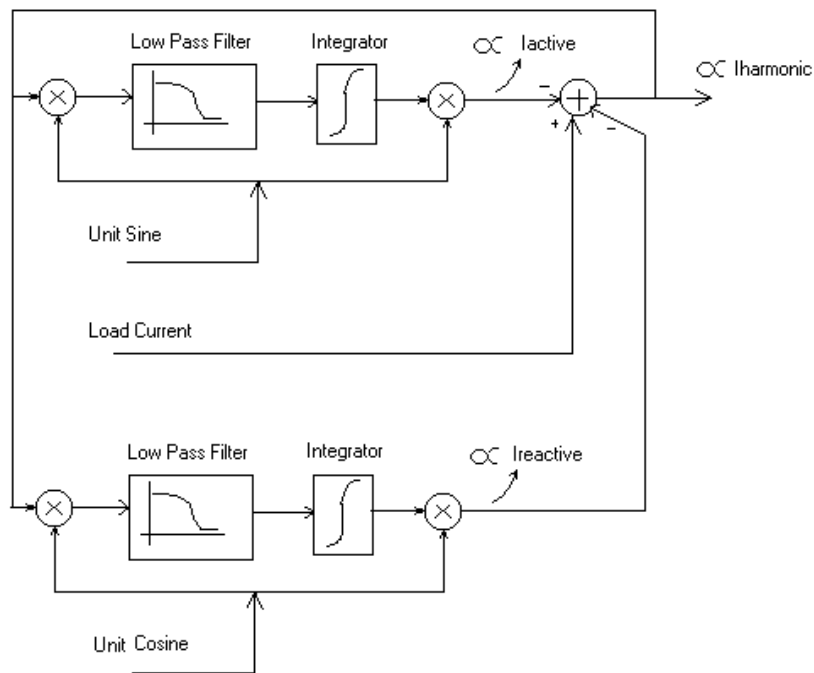 Low Pass Filter
Integrator
∝ Iactive
∝ Iharmonic
−
+
−
Unit Sine
Load Current
Low Pass Filter
Integrator
∝ Ireactive
Unit Cosine